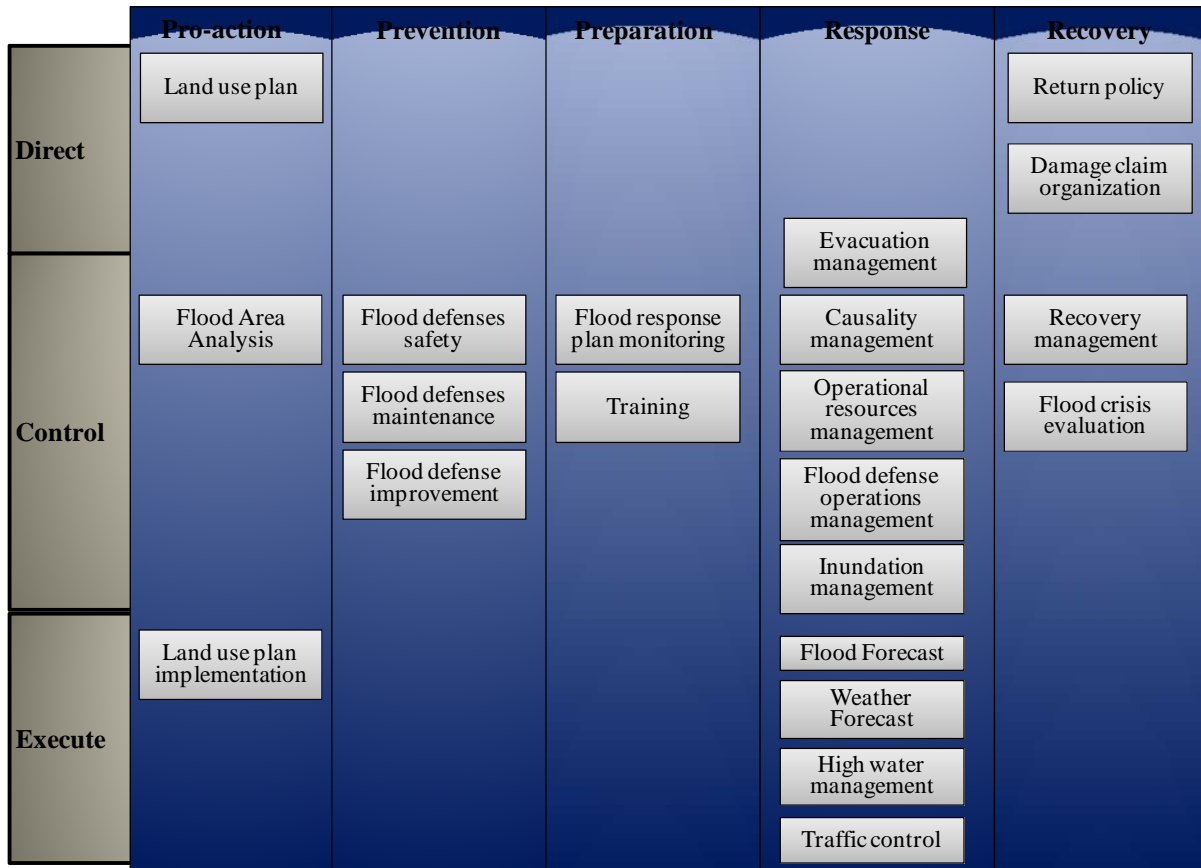 Pro-action
Prevention
Preparation
Response
Recovery
Direct
Land use plan
Return policy
Damage claim
organization
Evacuation
management
Control
Flood Area
Analysis
Flood defenses
safety
Flood defenses
maintenance
Flood defense
improvement
Flood response
plan monitoring
Training
Causality
management
Operational
resources
management
Flood defense
operations
management
Inundation
management
Recovery
management
Flood crisis
evaluation
Execute
Land use plan
implementation
Flood Forecast
Weather
Forecast
High water
management
Traffic control